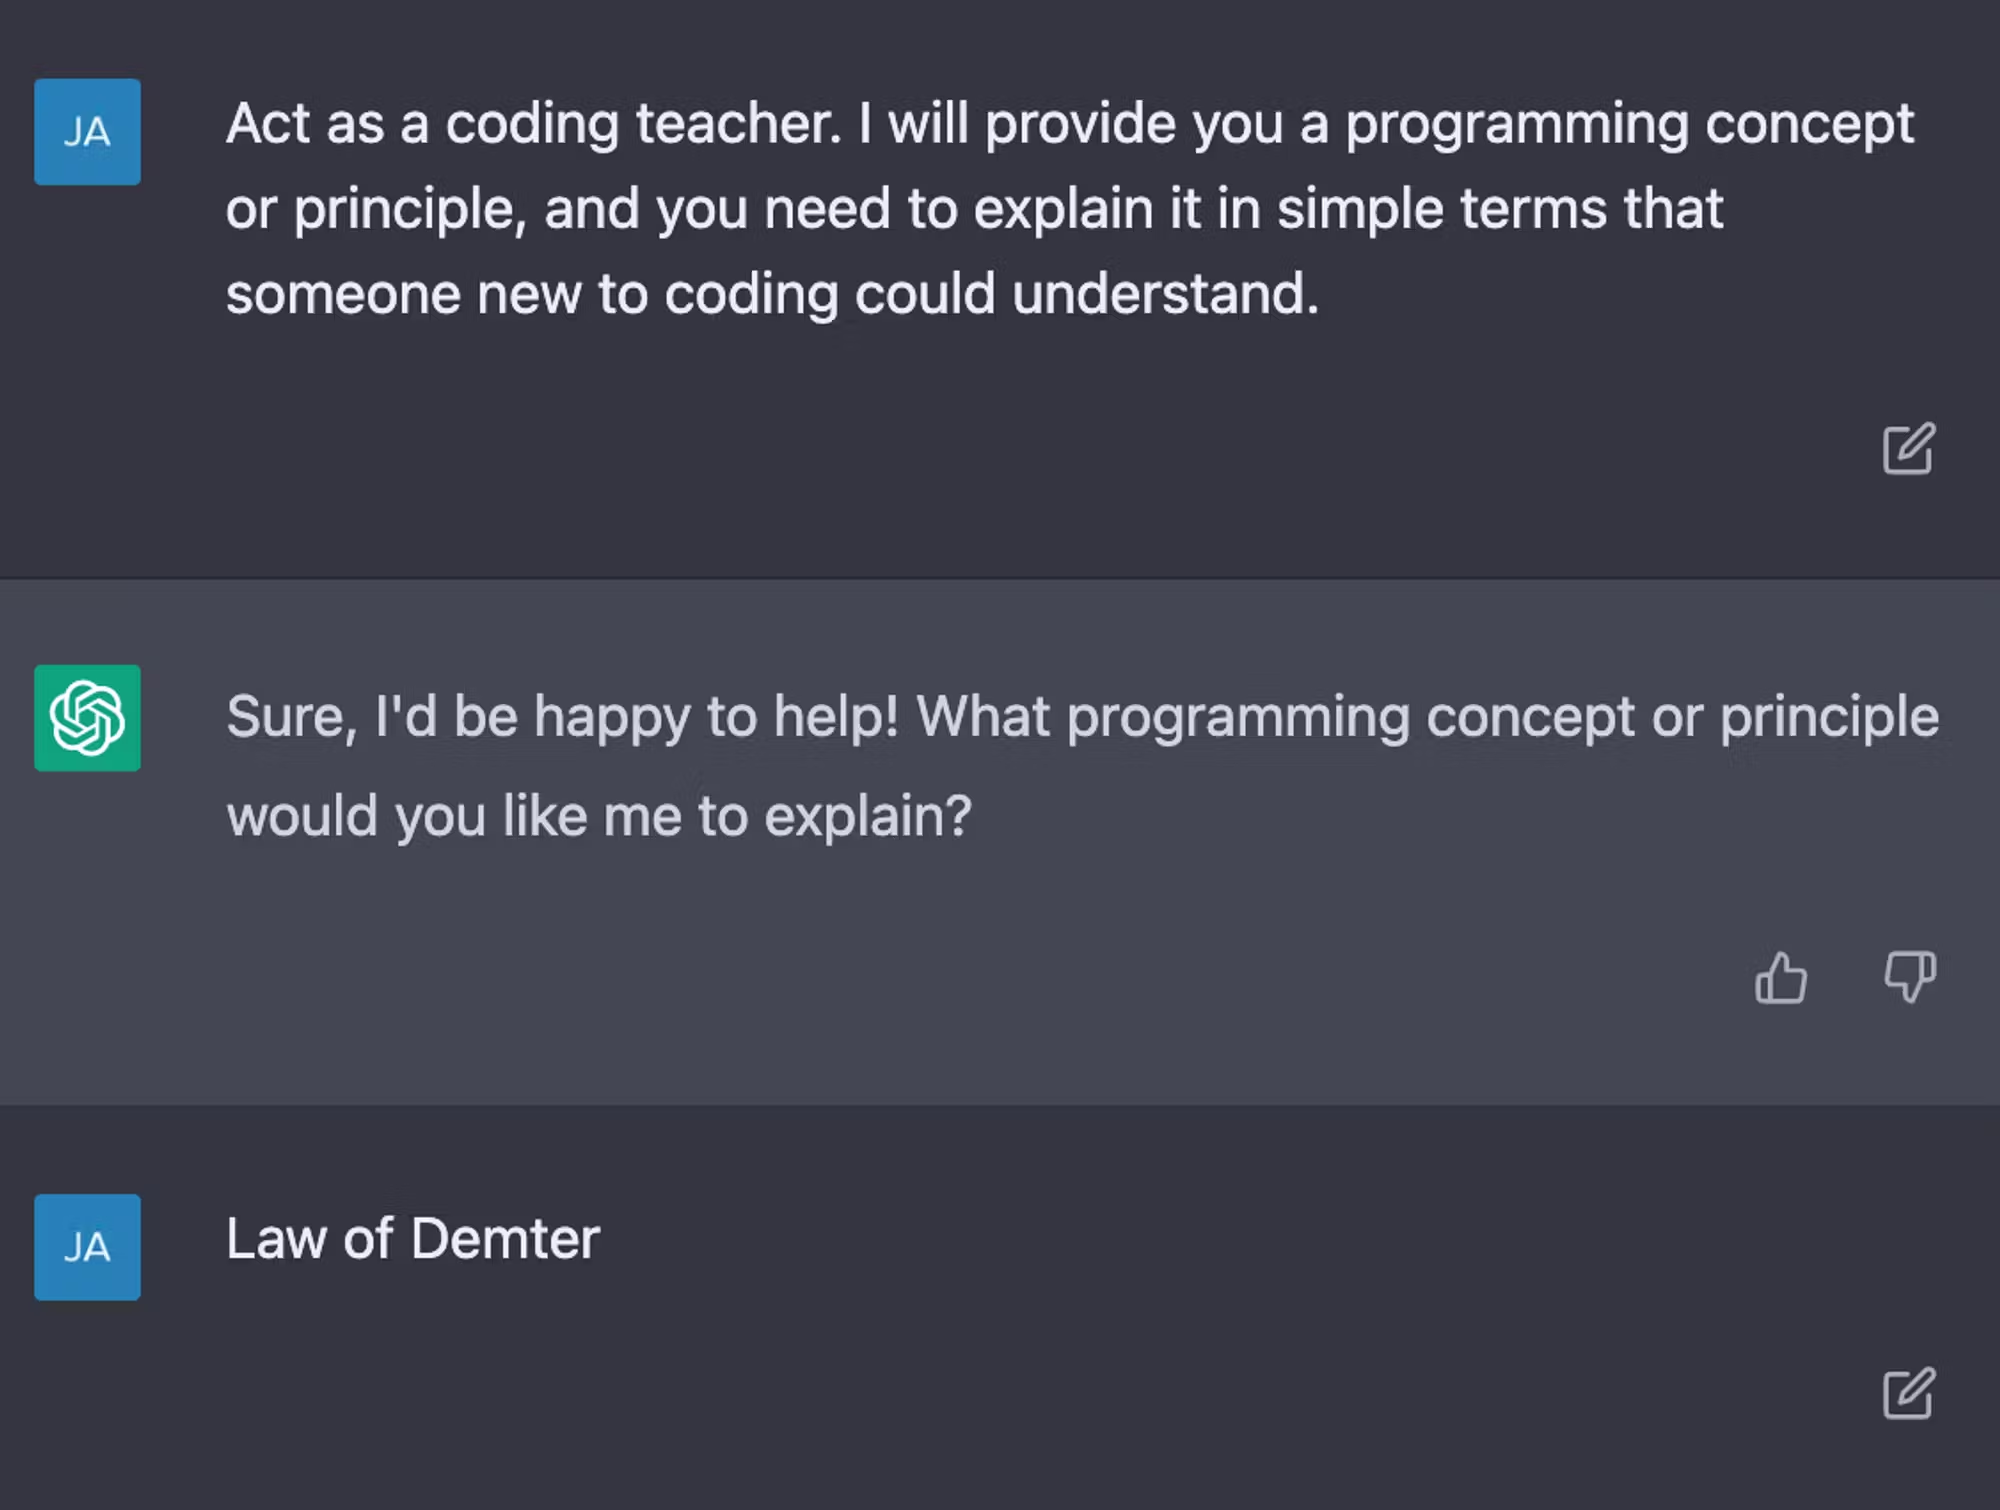 JA
Act as a coding teacher. I will provide you a programming concept
or principle, and you need to explain it in simple terms that
someone new to coding could understand.
Sure, I'd be happy to help! What programming concept or principle
would you like me to explain?
JA
Law of Demter